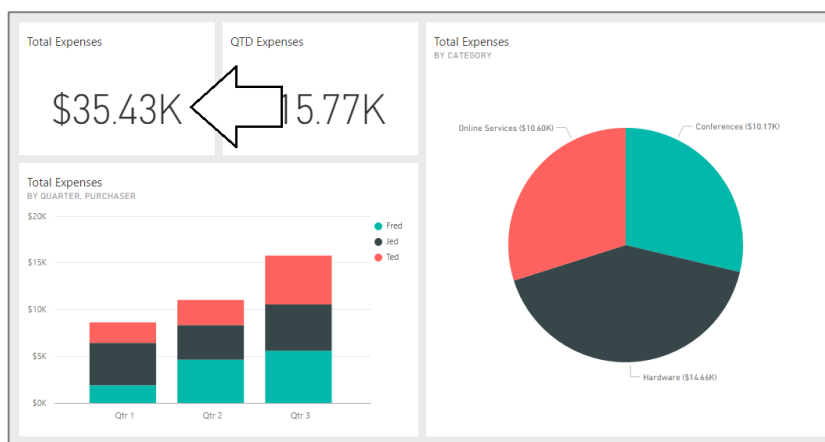 Total Expenses
$35.43K
QTD Expenses
15.77K
Total Expenses
BY CATEGORY
Online Services ($10.60K)
Conferences ($10.17K)
Hardware ($14.66K)
Total Expenses
BY QUARTER, PURCHASER
$20K
$15K
$10K
$5K
$0K
Qtr 1
Qtr 2
Qtr 3
Fred
Jed
Ted